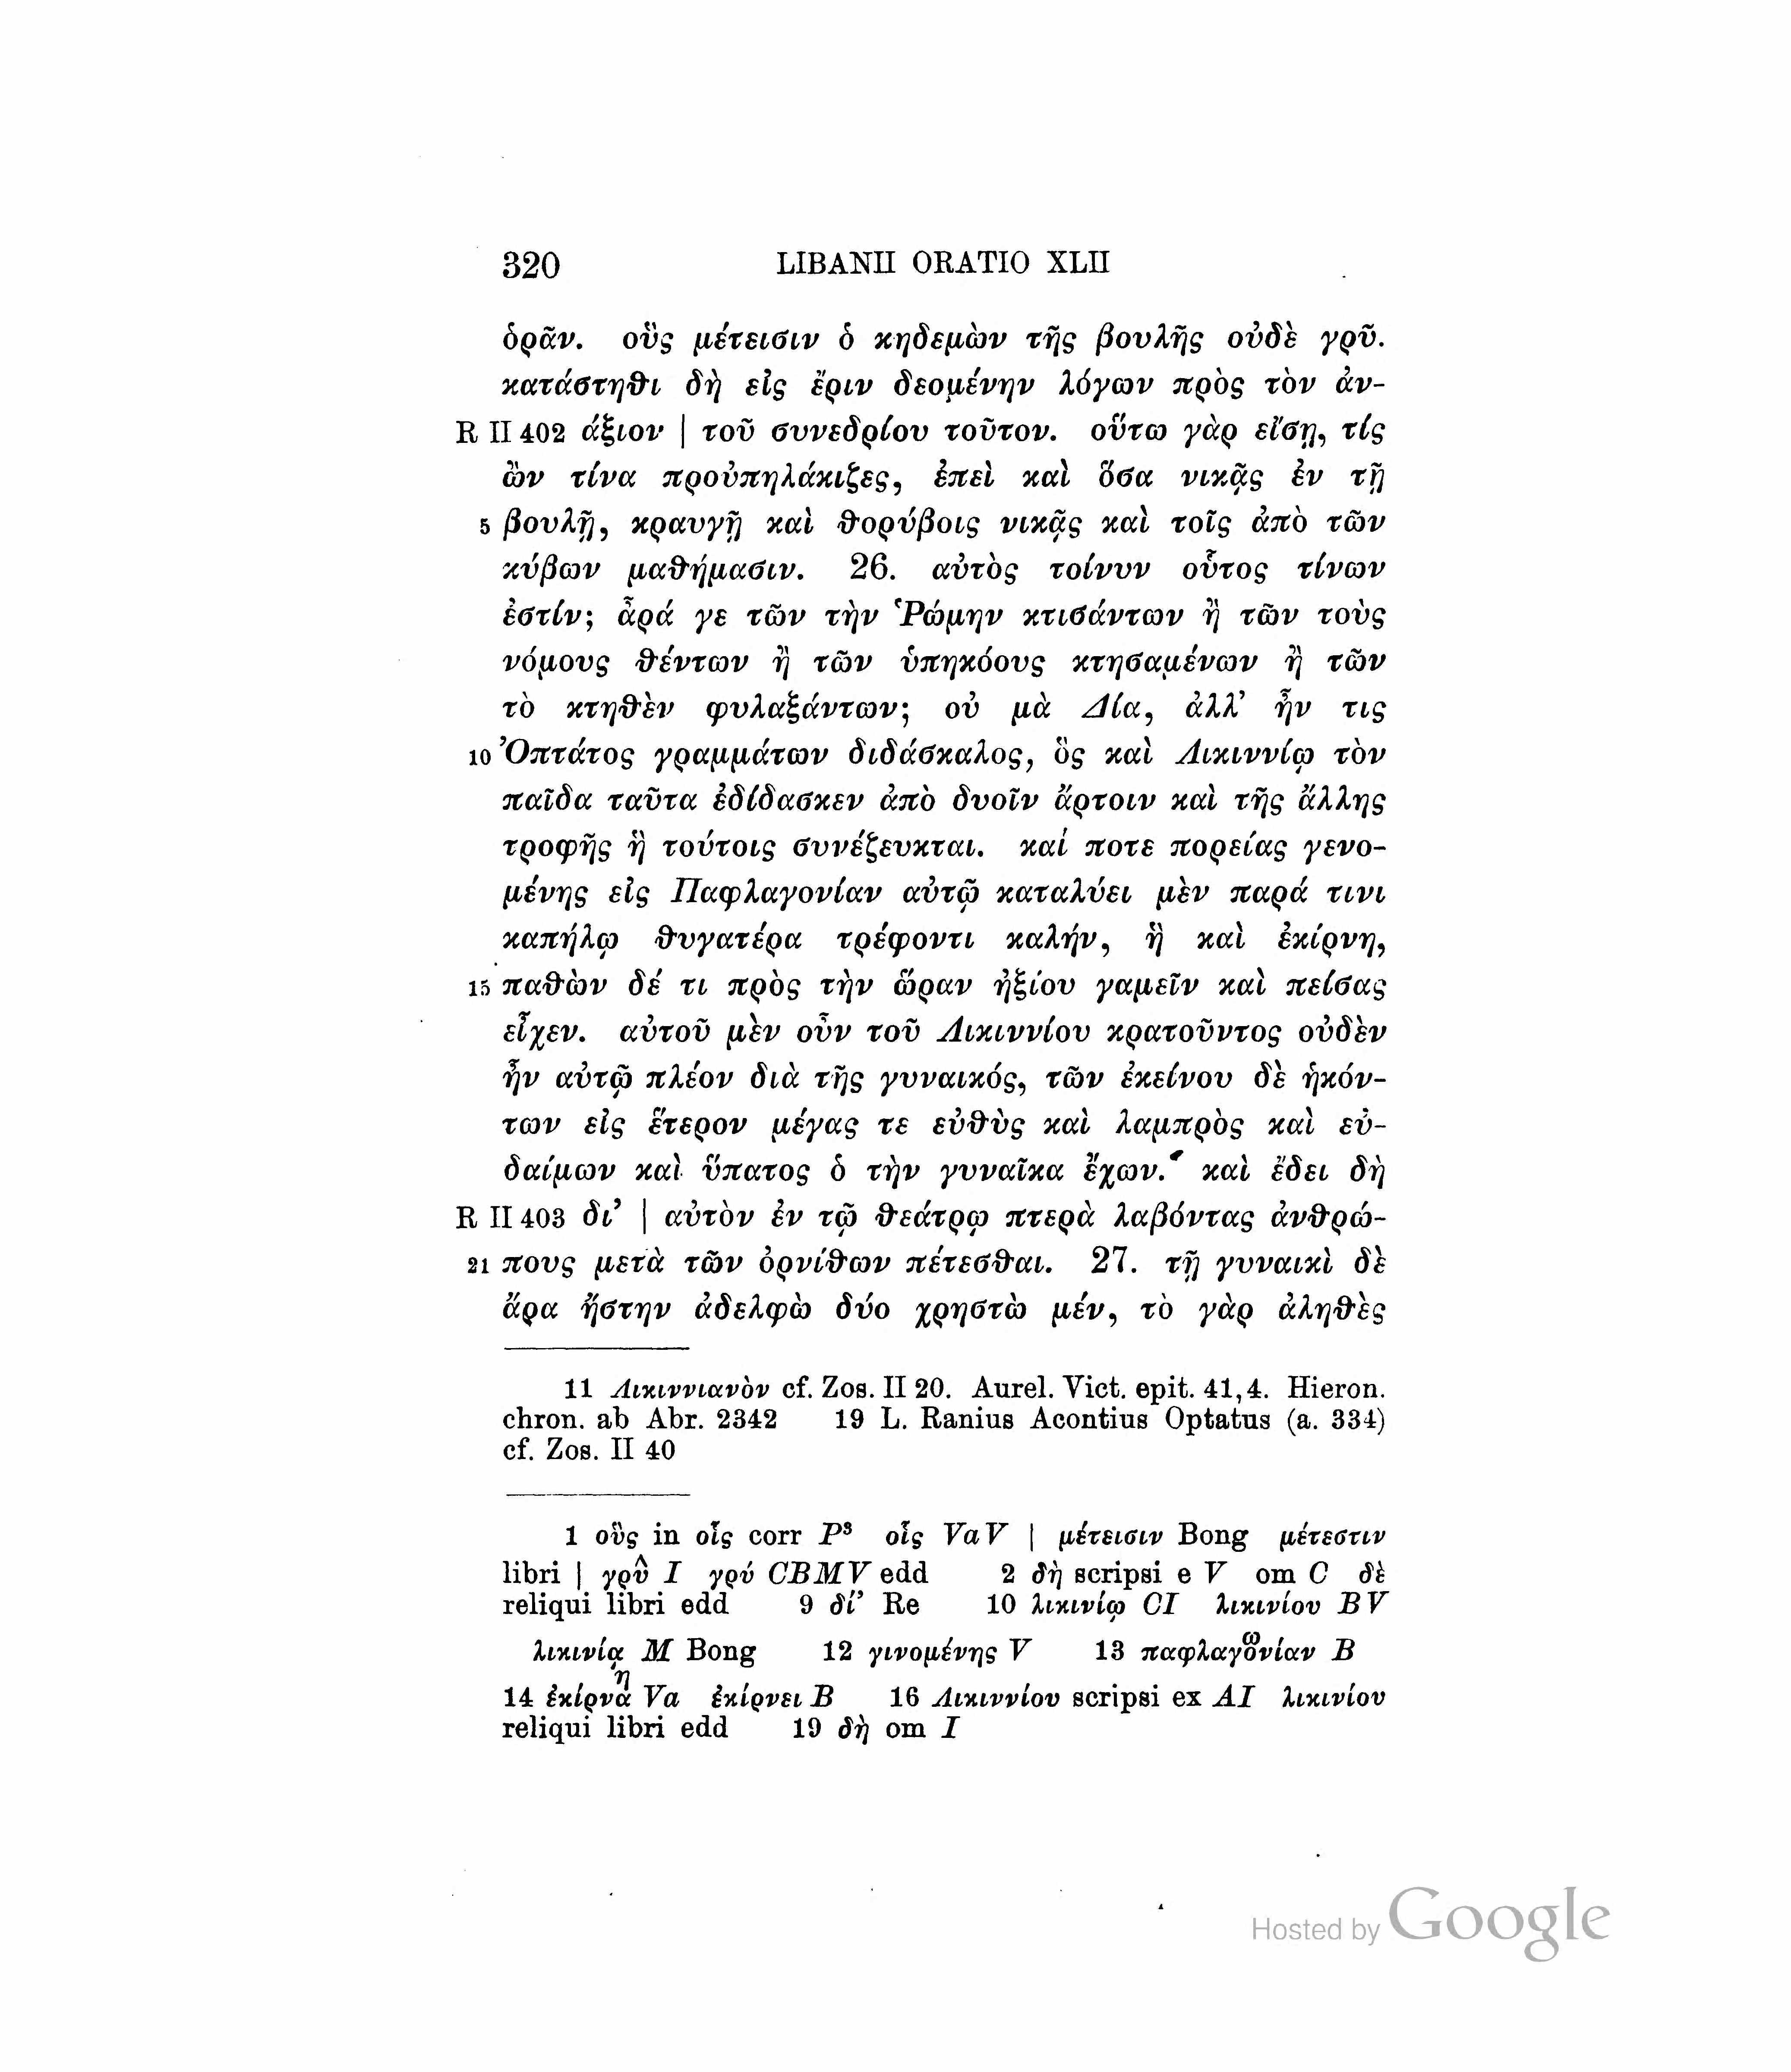 320 LIBANII ORATIO XLII
ὁρᾶν. οὓς μέτεισιν ὁ κηδεμὼν τῆς βουλῆς οὐδὲ γρῦ.
κατάστηθι δὴ εἰς ἔριν δεομένην λόγων πρὸς τὸν ἀν-
R II 402 άξιον | τοῦ συνεδρίου τοῦτον. οὕτω γὰρ εἴσῃ, τίς
ὢν τίνα προὐπηλάκιζες, ἐπεὶ καὶ ὅσα νικᾷς ἐν τῇ
5 βουλῇ, κραυγῇ καὶ θορύβοις νικᾷς καὶ τοῖς ἀπὸ τῶν
κύβων μαθήμασιν. 26. αὐτὸς τοίνυν οὗτος τίνων
ἐστίν; ἆρά γε τῶν τὴν Ῥώμην κτισάντων ἢ τῶν τοὺς
νόμους θέντων ἢ τῶν ὑπηκόους κτησαμένων ἢ τῶν
τὸ κτηθὲν φυλαξάντων; οὐ μὰ Δία, ἀλλ’ ἦν τις
10 Ὀπτάτος γραμμάτων διδάσκαλος, ὃς καὶ Λικιννίῳ τὸν
παῖδα ταῦτα ἐδίδασκεν ἀπὸ δυοῖν ἄρτοιν καὶ τῆς ἄλλης
τροφῆς ἣ τούτοις συνέζευκται. καί ποτε πορείας γενο-
μένης εἰς Παφλαγονίαν αὐτῷ καταλύει μὲν παρά τινι
καπήλῳ θυγατέρα τρέφοντι καλήν, ἣ καὶ ἐκίρνη,
15 παθὼν δέ τι πρὸς τὴν ὥραν ἠξίου γαμεῖν καὶ πείσας
εἶχεν. αὐτοῦ μὲν οὖν τοῦ Λικιννίου κρατοῦντος οὐδὲν
ἦν αὐτῷ πλέον διὰ τῆς γυναικός, τῶν ἐκείνου δὲ ἡκόν-
των εἰς ἕτερον μέγας τε εὐθὺς καὶ λαμπρὸς καὶ εὐ-
δαίμων καὶ ὕπατος ὁ τὴν γυναῖκα ἔχων. καὶ ἔδει δὴ
R II 403 δι’ | αὐτὸν ἐν τῷ θεάτρῳ πτερὰ λαβόντας ἀνθρώ-
21 πους μετὰ τῶν ὀρνίθων πέτεσθαι. 27. τῇ γυναικὶ δὲ
ἄρα ἤστην ἀδελφὼ δύο χρηστὼ μέν, τὸ γὰρ ἀληθὲς
11 Λικιννιανὸν cf. Zos. II 20. Aurel. Vict. epit. 41,4. Hieron.
chron. ab Abr. 2342 19 L. Ranius Acontius Optatus (a. 334)
cf. Zos. II 40
1 οὓς in οἷς corr P³ οἷς VaV | μέτεισιν Bong μέτεστιν
libri | γρῦ I γρύ CBMV edd 2 δὴ scripsi e V om C δὲ
reliqui libri edd 9 δί’ Re 10 λικινίῳ CI λικινίου BV
λικινίᾳ M Bong 12 γινομένης V 13 παφλαγο͑ωνίαν B
14 ἐκίρνα Va ἐκίρνει B 16 Λικιννίου scripsi ex AI λικινίου
reliqui libri edd 19 δὴ om I
Hosted by Google